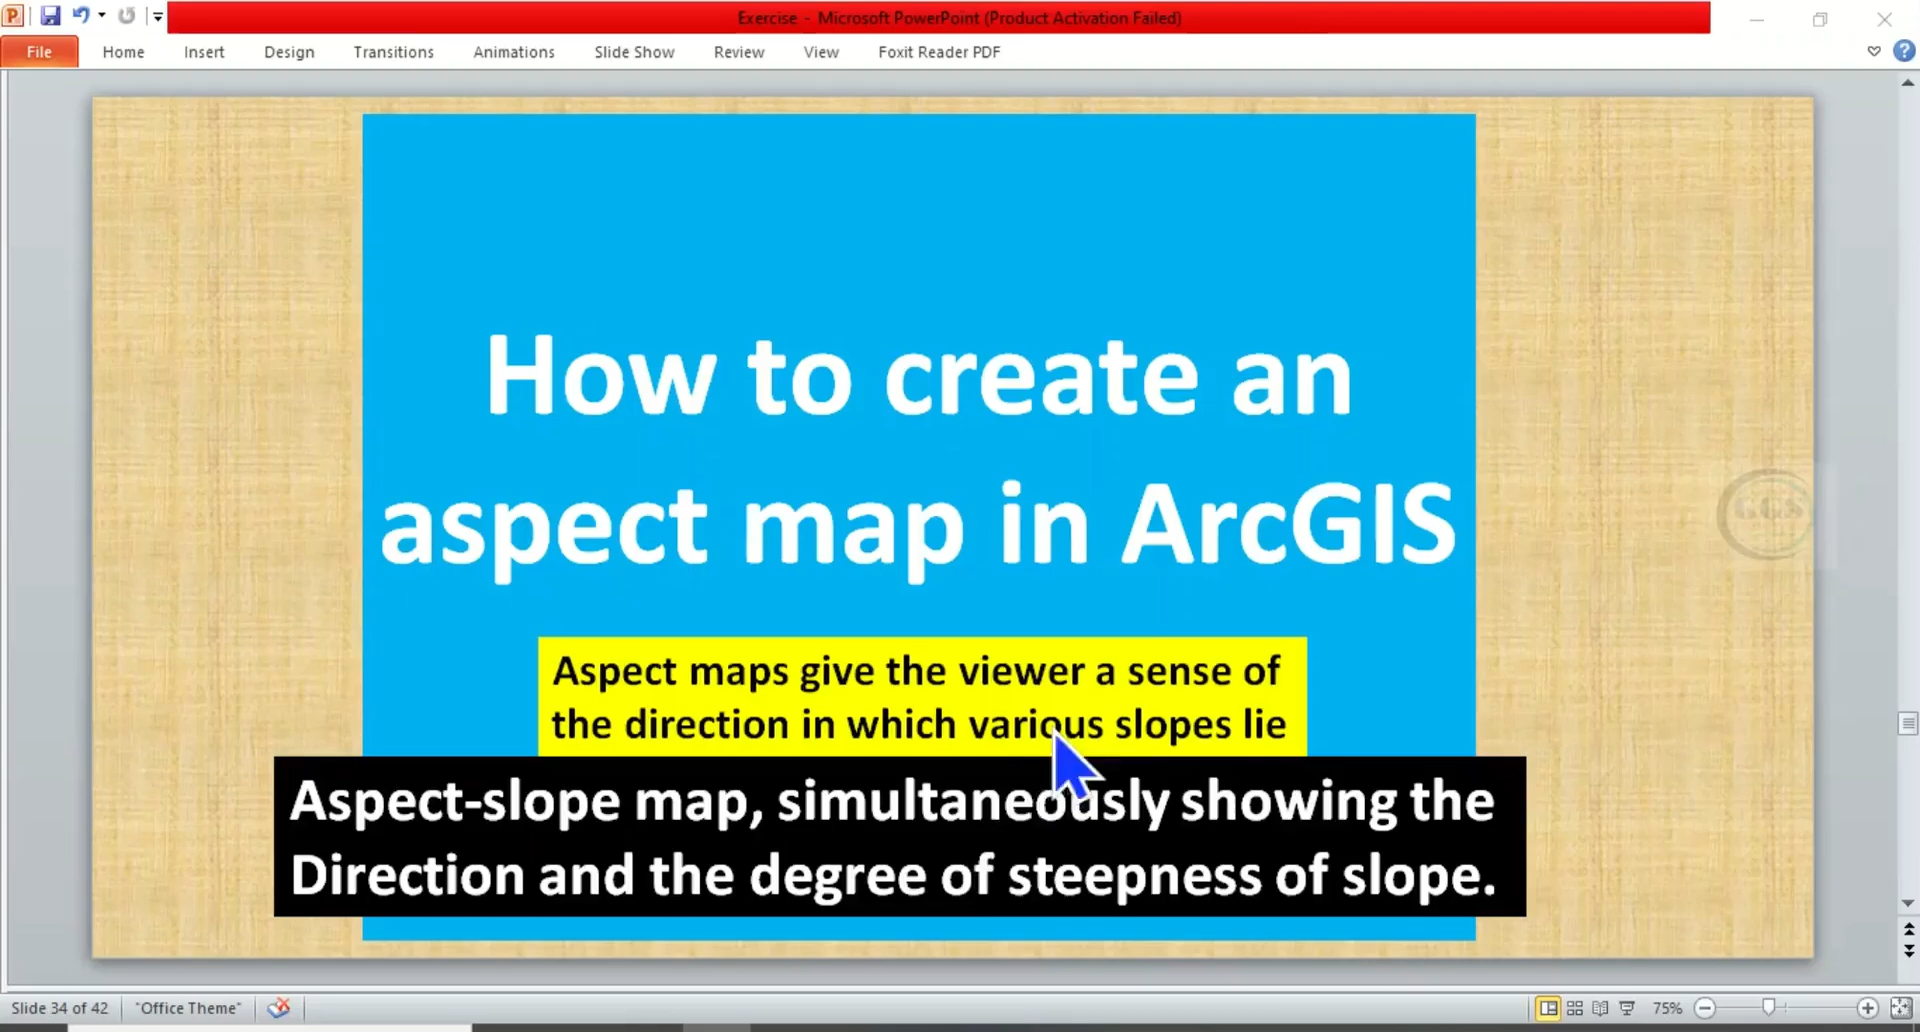 Exercise - Microsoft PowerPoint (Product Activation Failed)
File Home Insert Design Transitions Animations Slide Show Review View Foxit Reader PDF
How to create an
aspect map in ArcGIS
Aspect maps give the viewer a sense of
the direction in which various slopes lie
Aspect-slope map, simultaneously showing the
Direction and the degree of steepness of slope.
GGS
Slide 34 of 42 "Office Theme" 75%